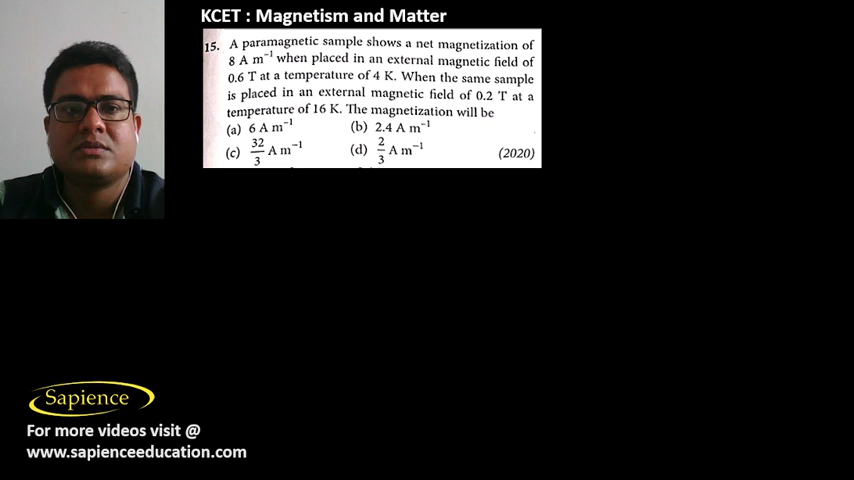 KCET : Magnetism and Matter
15. A paramagnetic sample shows a net magnetization of
8 A m⁻¹ when placed in an external magnetic field of
0.6 T at a temperature of 4 K. When the same sample
is placed in an external magnetic field of 0.2 T at a
temperature of 16 K. The magnetization will be
(a) 6 A m⁻¹ (b) 2.4 A m⁻¹
(c) 32/3 A m⁻¹ (d) 2/3 A m⁻¹ (2020)
Sapience
For more videos visit @
www.sapienceeducation.com